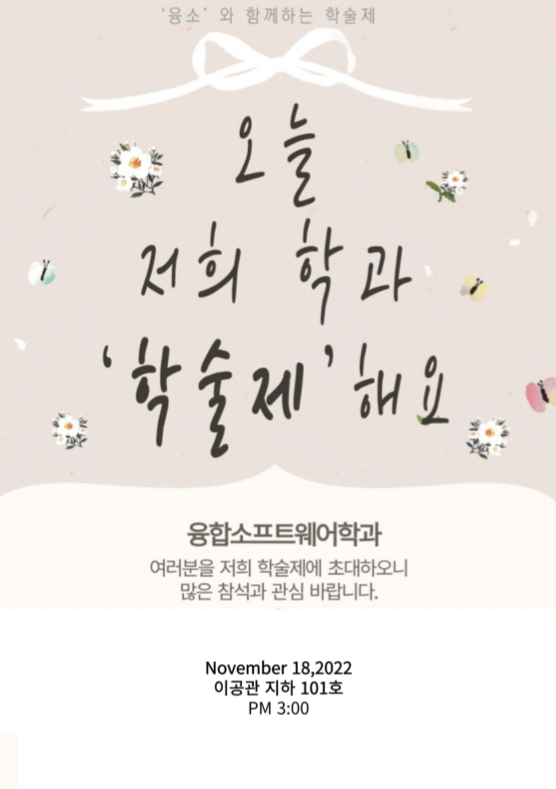 ‘융소’ 와 함께하는 학술제
오늘
저희 학과
‘학술제’해요
융합소프트웨어학과
여러분을 저희 학술제에 초대하오니
많은 참석과 관심 바랍니다.
November 18,2022
이공관 지하 101호
PM 3:00